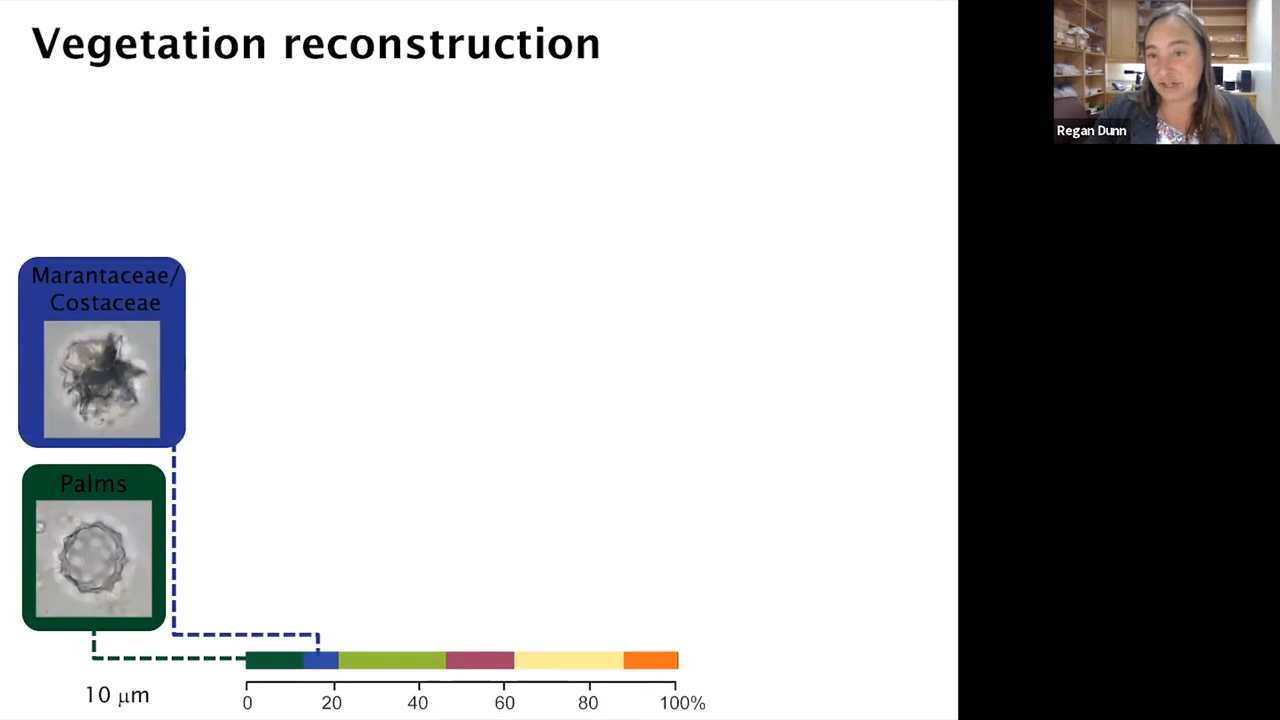 Vegetation reconstruction
Regan Dunn
Marantaceae/
Costaceae
Palms
10 μm
0 20 40 60 80 100%